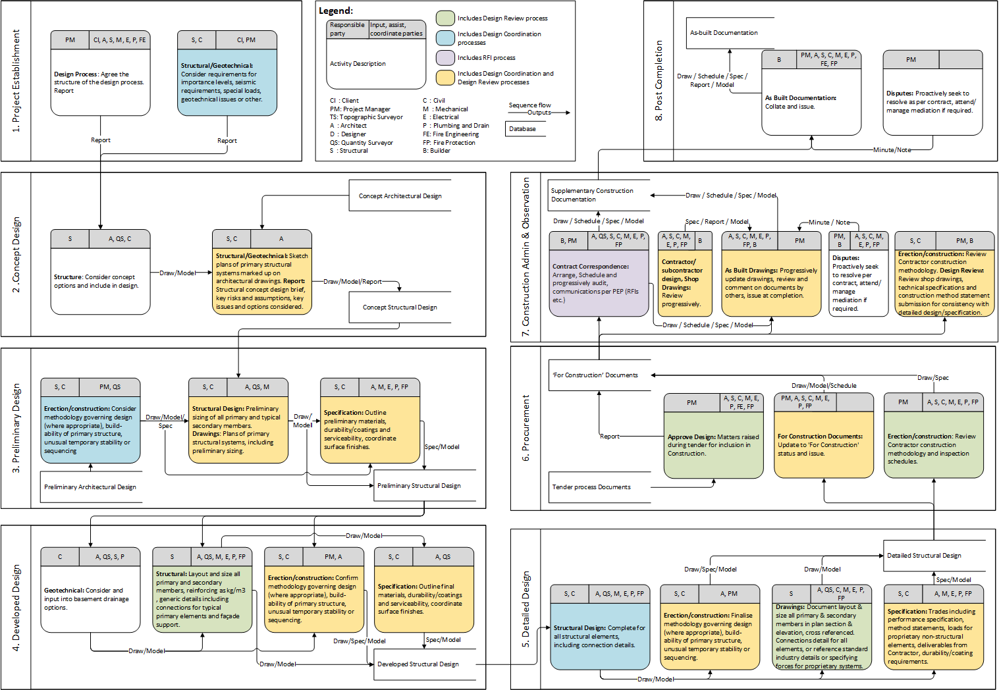 1. Project Establishment
PM
CI, A, S, M, E, P, FE
Design Process: Agree the
structure of the design process.
Report
S, C
CI, PM
Structural/Geotechnical:
Consider requirements for
importance levels, seismic
requirements, special loads,
geotechnical issues or other.
Report
Report
Legend:
Responsible
party
Input, assist,
coordinate parties
Activity Description
Includes Design Review process
Includes Design Coordination
processes
Includes RFI process
Includes Design Coordination and
Design Review processes
CI : Client
PM: Project Manager
TS: Topographic Surveyor
A : Architect
D : Designer
QS: Quantity Surveyor
S : Structural
C : Civil
M : Mechanical
E : Electrical
P : Plumbing and Drain
FE: Fire Engineering
FP: Fire Protection
B: Builder
Sequence flow
Outputs
Database
8. Post Completion
As-built Documentation
Draw / Schedule / Spec /
Report / Model
B
PM, A, S, C, M, E, P,
FE, FP
As Built Documentation:
Collate and issue.
PM
Disputes: Proactively seek to
resolve as per contract, attend/
manage mediation if required.
Minute/Note
2 .Concept Design
Concept Architectural Design
S
A, QS, C
Structure: Consider concept
options and include in design.
Draw/Model
S, C
A
Structural/Geotechnical: Sketch
plans of primary structural
systems marked up on
architectural drawings. Report:
Structural concept design brief,
key risks and assumptions, key
issues and options considered.
Draw/Model/Report
Concept Structural Design
7. Construction Admin & Observation
Supplementary Construction
Documentation
Draw / Schedule / Spec / Model
Draw / Schedule / Spec / Model
Spec / Report / Model
Minute / Note
B, PM
A, QS, S, C, M, E, P,
FP
Contract Correspondence:
Arrange, Schedule and
progressively audit,
communications per PEP (RFIs
etc.)
A, S, C, M,
E, P, FP
B
Contractor/
subcontractor
design, Shop
Drawings:
Review
progressively.
A, S, C, M, E, P,
FP, B
PM
As Built Drawings: Progressively
update drawings, review and
comment on documents by
others, issue at completion.
PM,
B
A, S, C, M,
E, P, FP
Disputes:
Proactively seek
to resolve per
contract, attend/
manage
mediation if
required.
S, C
PM, B
Erection/construction: Review
Contractor construction
methodology. Design Review:
Review shop drawings,
technical specifications and
construction method statement
submission for consistency with
detailed design/specification.
Draw / Schedule / Spec / Model
3. Preliminary Design
S, C
PM, QS
Erection/construction: Consider
methodology governing design
(where appropriate), build-
ability of primary structure,
unusual temporary stability or
sequencing
Draw/Model/
Spec
S, C
A, QS, M
Structural Design: Preliminary
sizing of all primary and typical
secondary members.
Drawings: Plans of primary
structural systems, including
preliminary sizing.
Draw/
Model
S, C
A, M, E, P, FP
Specification: Outline
preliminary materials,
durability/coatings and
serviceability, coordinate
surface finishes.
Spec/Model
Preliminary Architectural Design
Preliminary Structural Design
6. Procurement
'For Construction' Documents
Draw/Spec
Draw/Model/Schedule
Report
PM
A, S, C, M, E,
P, FE, FP
Approve Design: Matters raised
during tender for inclusion in
Construction.
PM, A, S, C, M, E,
P, FP
For Construction Documents:
Update to 'For Construction'
status and issue.
PM
A, S, C, M, E, P, FP
Erection/construction: Review
Contractor construction
methodology and inspection
schedules.
Tender process Documents
4. Developed Design
Draw/Model
C
A, QS, S, P
Geotechnical: Consider and
input into basement drainage
options.
S
A, QS, M, E, P, FP
Structural: Layout and size all
primary and secondary
members, reinforcing as kg/m3
, generic details including
connections for typical
primary elements and façade
support.
S, C
PM, A
Erection/construction: Confirm
methodology governing design
(where appropriate), build-
ability of primary structure,
unusual temporary stability or
sequencing.
S, C
A, QS
Specification: Outline final
materials, durability/coatings
and serviceability, coordinate
surface finishes.
Draw/Model
Draw/Spec/Model
Spec/Model
Draw/Model
Developed Structural Design
5. Detailed Design
Detailed Structural Design
Draw/Spec/Model
Draw/Model
Spec/Model
S, C
A, QS, M, E, P, FP
Structural Design: Complete for
all structural elements,
including connection details.
S, C
A, PM
Erection/construction: Finalise
methodology governing design
(where appropriate), build-
ability of primary structure,
unusual temporary stability or
sequencing.
S
A, QS, C, M, E, P,
FP
Drawings: Document layout &
size all primary & secondary
members in plan section &
elevation, cross referenced.
Connections detail for all
elements, or reference standard
industry details or specifying
forces for proprietary systems.
S, C
A, M, E, P, FP
Specification: Trades including
performance specification,
method statements, loads for
proprietary non-structural
elements, deliverables from
Contractor, durability/coating
requirements.
Draw/Model